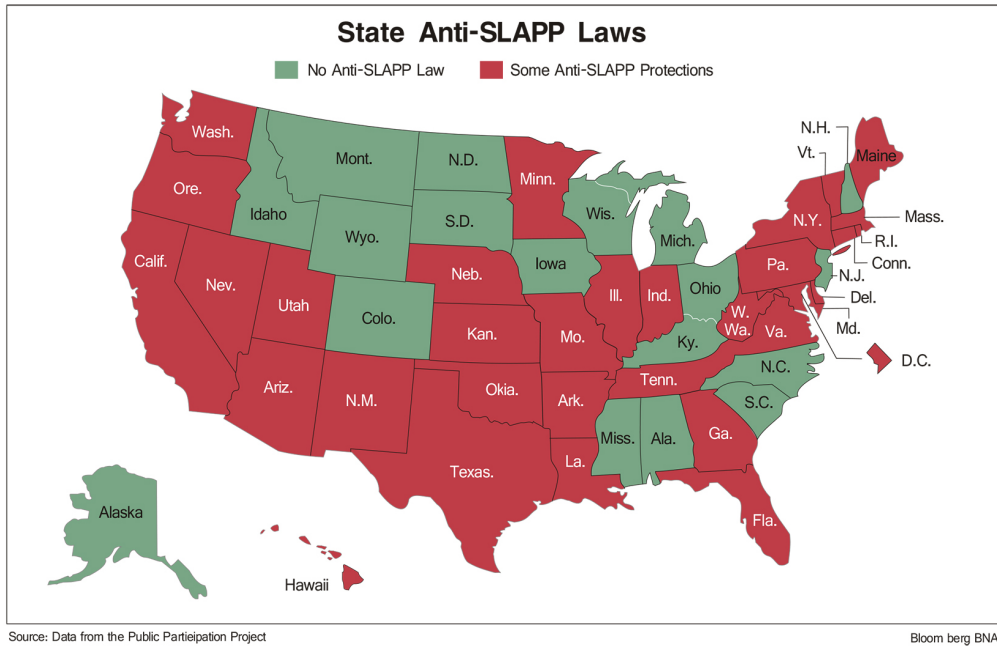 State Anti-SLAPP Laws
No Anti-SLAPP Law
Some Anti-SLAPP Protections
Wash.
Mont.
N.D.
Minn.
N.H.
Vt.
Maine
Ore.
Idaho
S.D.
Wis.
Mich.
N.Y.
Mass.
R.I.
Conn.
Wyo.
Calif.
Nev.
Utah
Colo.
Neb.
Iowa
Ill.
Ind.
Ohio
Pa.
N.J.
Del.
Md.
D.C.
Kan.
Mo.
Ky.
W.
Wa.
Va.
N.C.
Ariz.
N.M.
Okia.
Ark.
Tenn.
S.C.
Texas.
La.
Miss.
Ala.
Ga.
Fla.
Alaska
Hawaii
Source: Data from the Public Partieipation Project
Bloom berg BNA